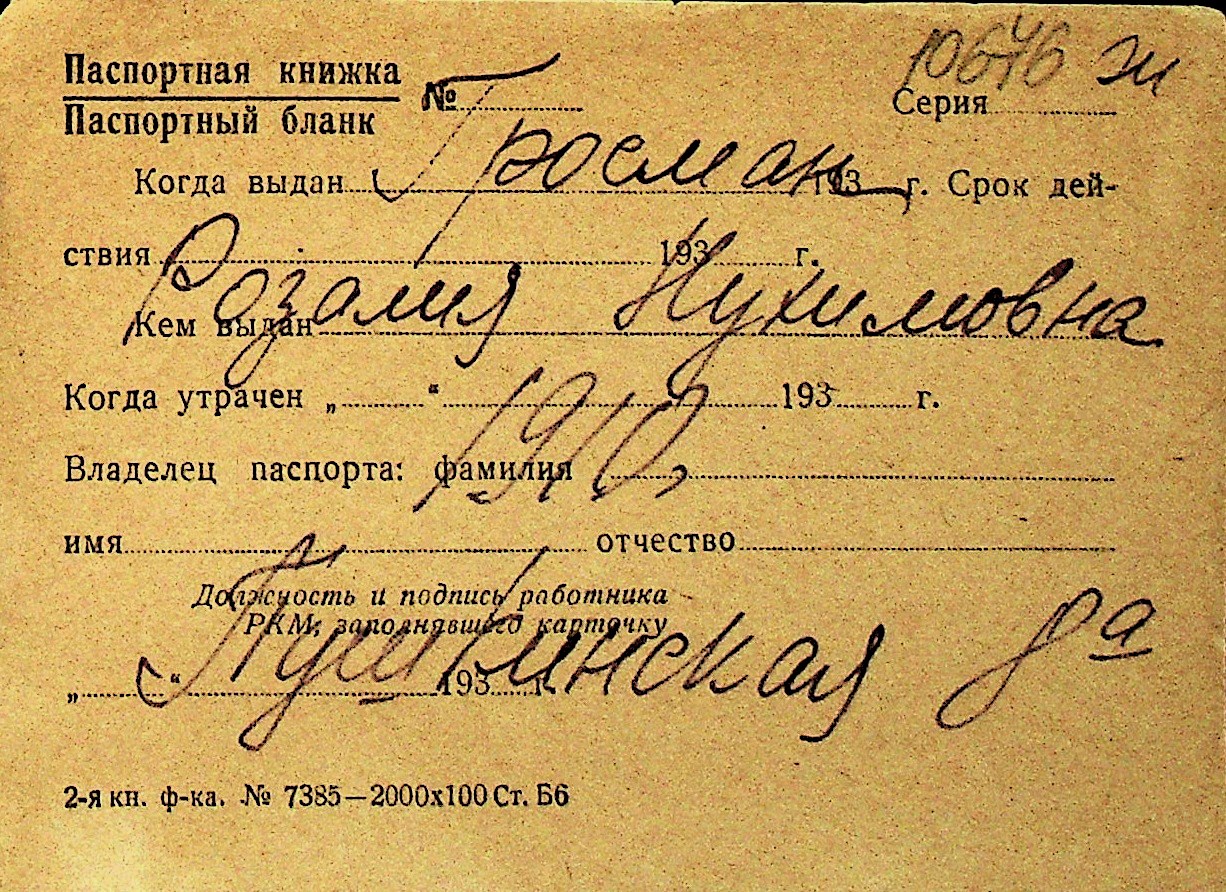 10646 эи
Паспортная книжка
Паспортный бланк № Серия
Гросман
Когда выдан 193 г. Срок дей-
ствия 193 г.
Розалия Нухимовна
Кем выдан
Когда утрачен „ “ 193 г.
1910
Владелец паспорта: фамилия
имя отчество
Должность и подпись работника
РКМ, заполнявшего карточку
Пушкинская 8а
„ “ 193 г.
2-я кн. ф-ка. № 7385—2000х100 Ст. Б6